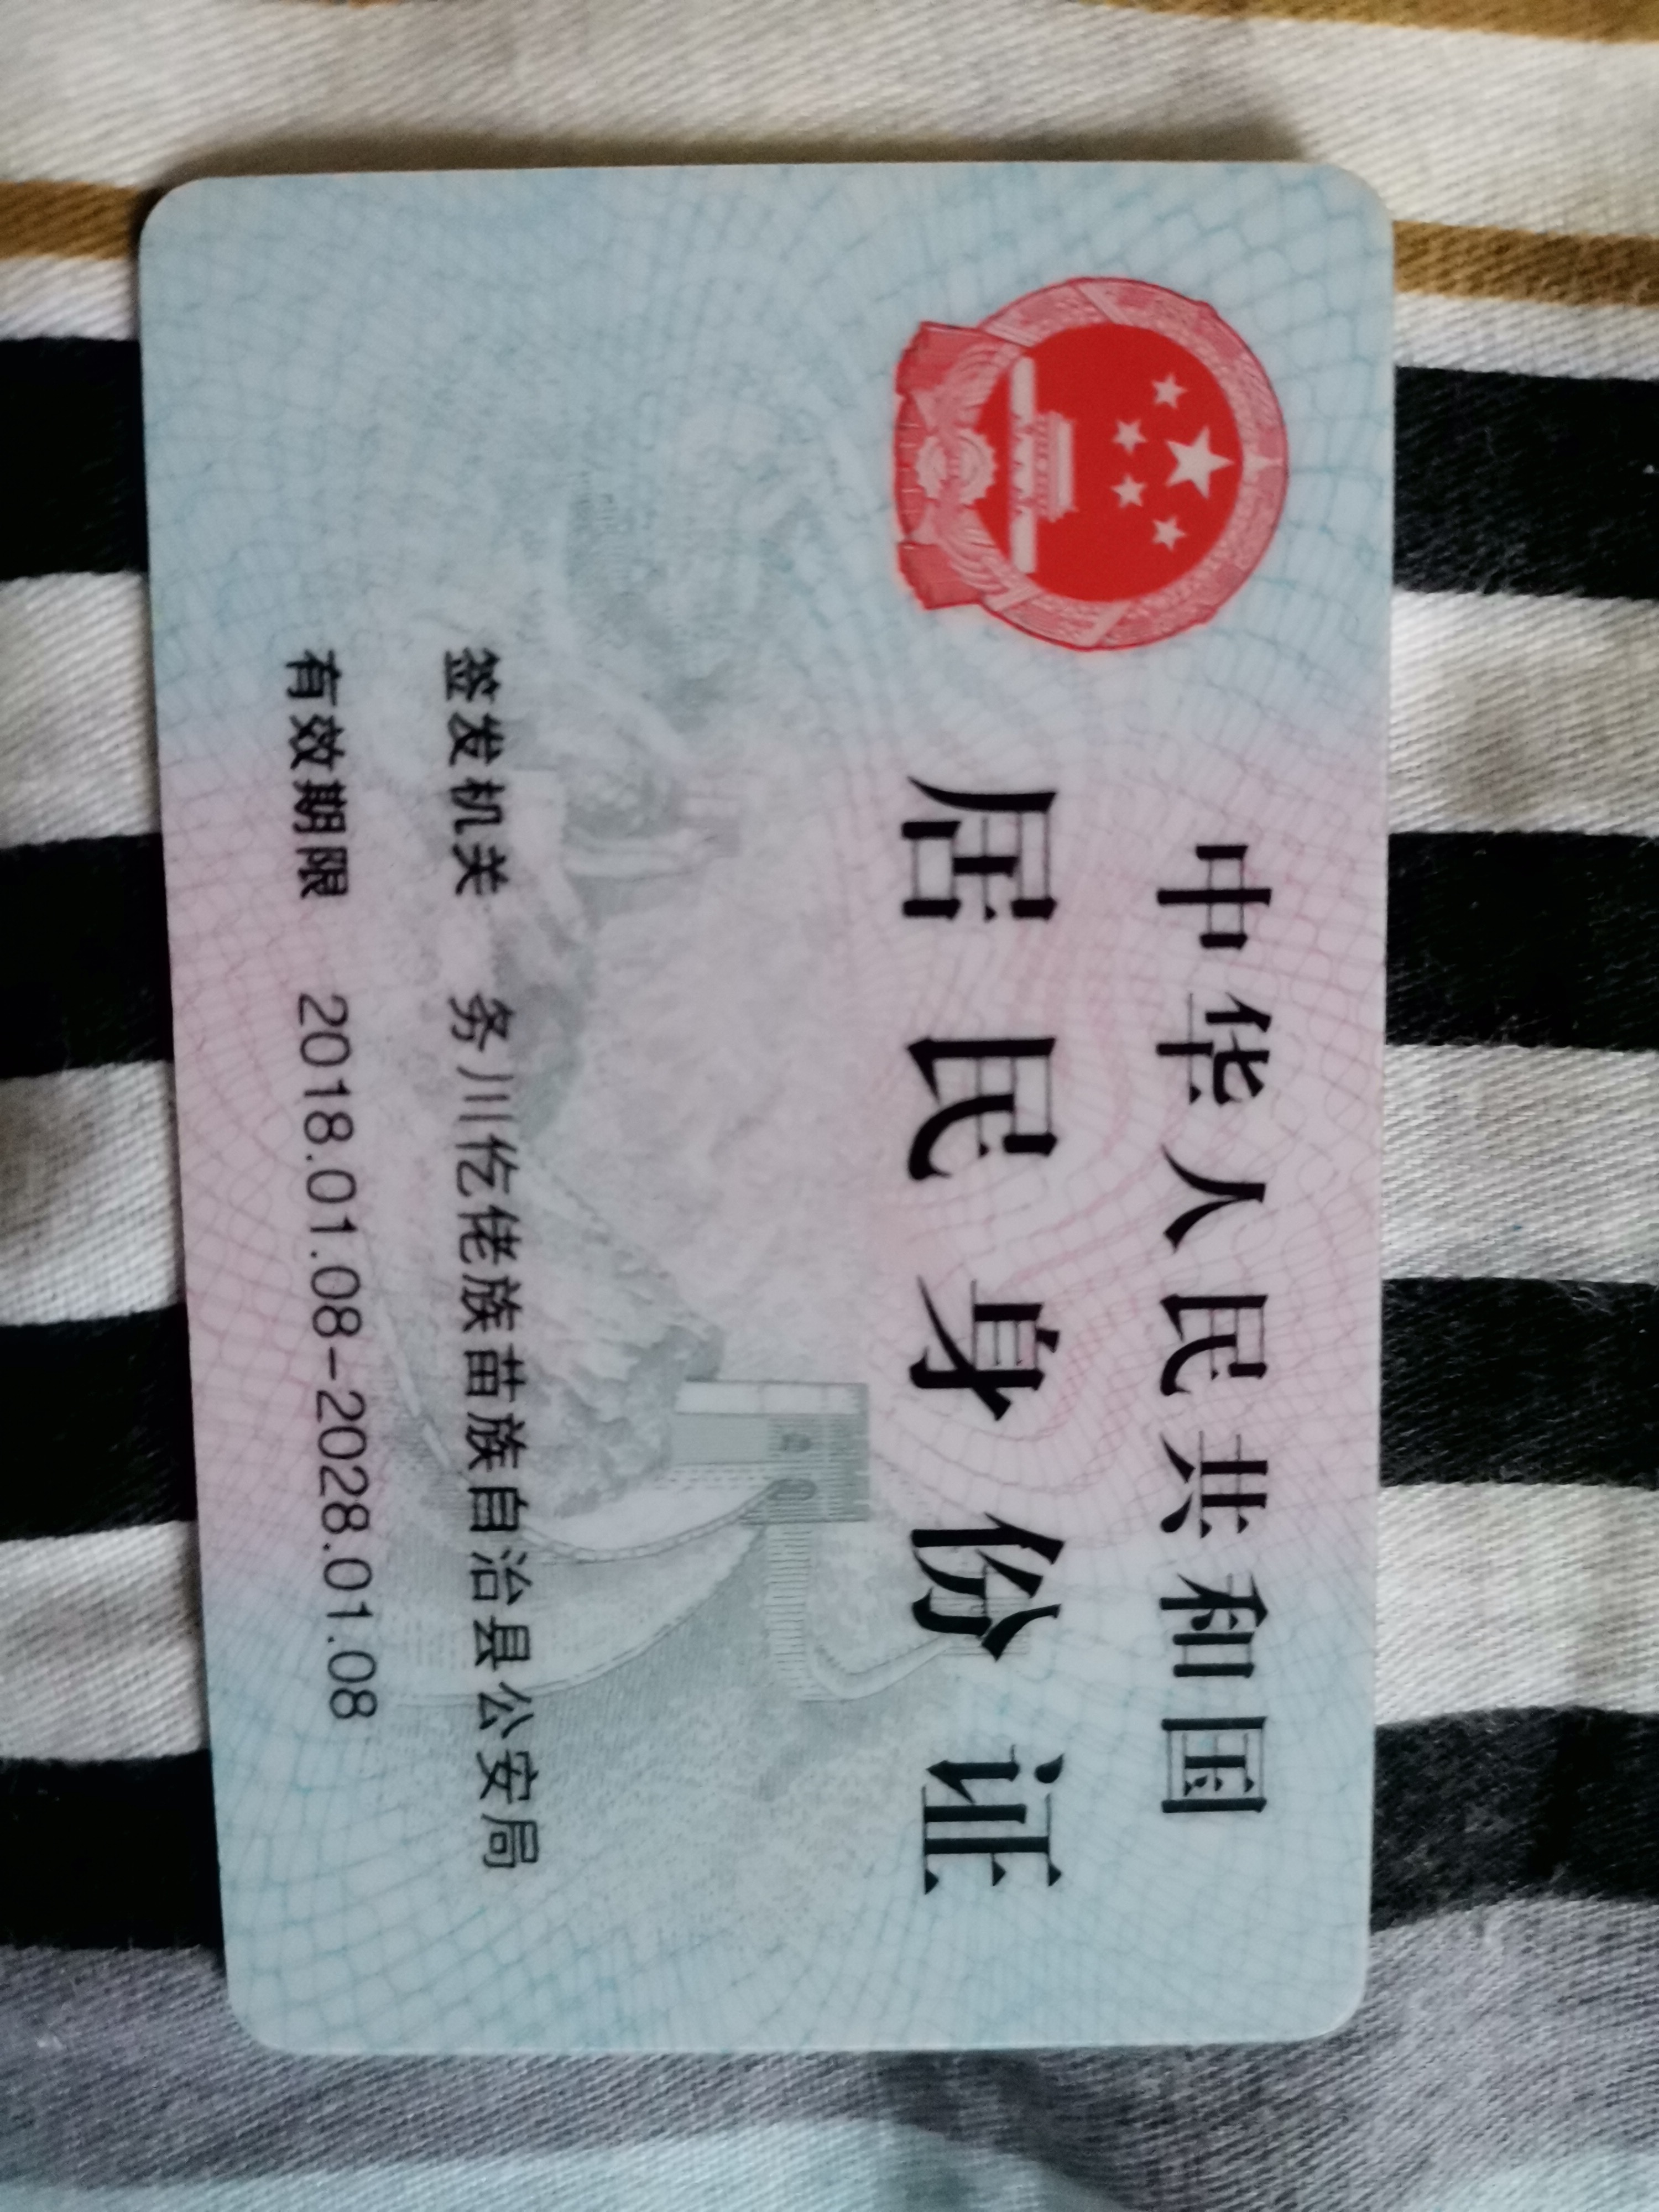 中华人民共和国
居民身份证
签发机关 务川仡佬族苗族自治县公安局
有效期限 2018.01.08-2028.01.08